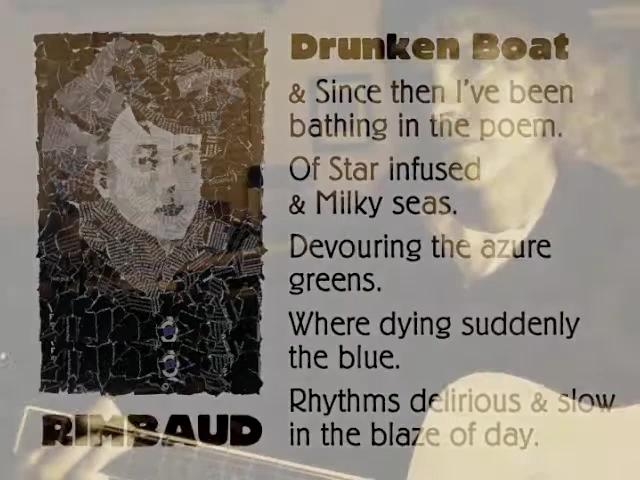 Drunken Boat
& Since then I've been
bathing in the poem.
Of Star infused
& Milky seas.
Devouring the azure
greens.
Where dying suddenly
the blue.
Rhythms delirious & slow
in the blaze of day.
RIMBAUD